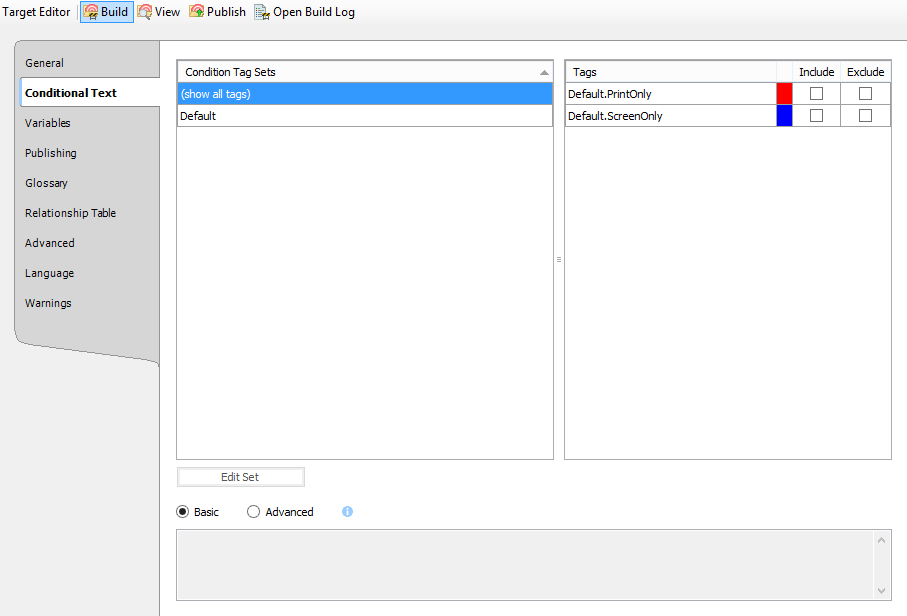 Target Editor Build View Publish Open Build Log
General
Conditional Text
Variables
Publishing
Glossary
Relationship Table
Advanced
Language
Warnings
Condition Tag Sets
(show all tags)
Default
Tags Include Exclude
Default.PrintOnly
Default.ScreenOnly
Edit Set
Basic Advanced